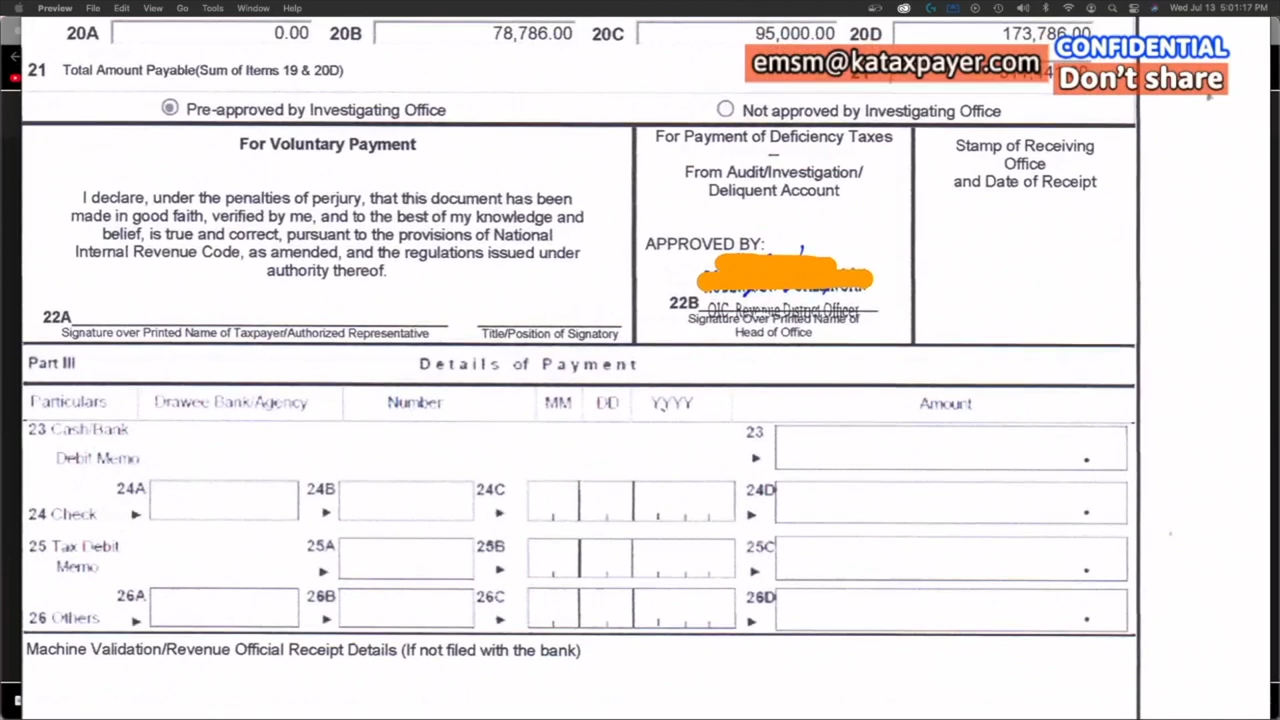 Preview File Edit View Go Tools Window Help Wed Jul 13 5:01:17 PM
20A 0.00 20B 78,786.00 20C 95,000.00 20D 173,786.00
emsm@kataxpayer.com
CONFIDENTIAL
Don't share
21 Total Amount Payable(Sum of Items 19 & 20D)
Pre-approved by Investigating Office Not approved by Investigating Office
For Voluntary Payment
I declare, under the penalties of perjury, that this document has been
made in good faith, verified by me, and to the best of my knowledge and
belief, is true and correct, pursuant to the provisions of National
Internal Revenue Code, as amended, and the regulations issued under
authority thereof.
22A
Signature over Printed Name of Taxpayer/Authorized Representative Title/Position of Signatory
For Payment of Deficiency Taxes
–
From Audit/Investigation/
Deliquent Account
APPROVED BY:
22B OIC, Revenue District Officer
Signature Over Printed Name of
Head of Office
Stamp of Receiving
Office
and Date of Receipt
Part III Details of Payment
Particulars Drawee Bank/Agency Number MM DD YYYY Amount
23 Cash/Bank 23
Debit Memo
24A 24B 24C 24D
24 Check
25 Tax Debit 25A 25B 25C
Memo
26A 26B 26C 26D
26 Others
Machine Validation/Revenue Official Receipt Details (If not filed with the bank)